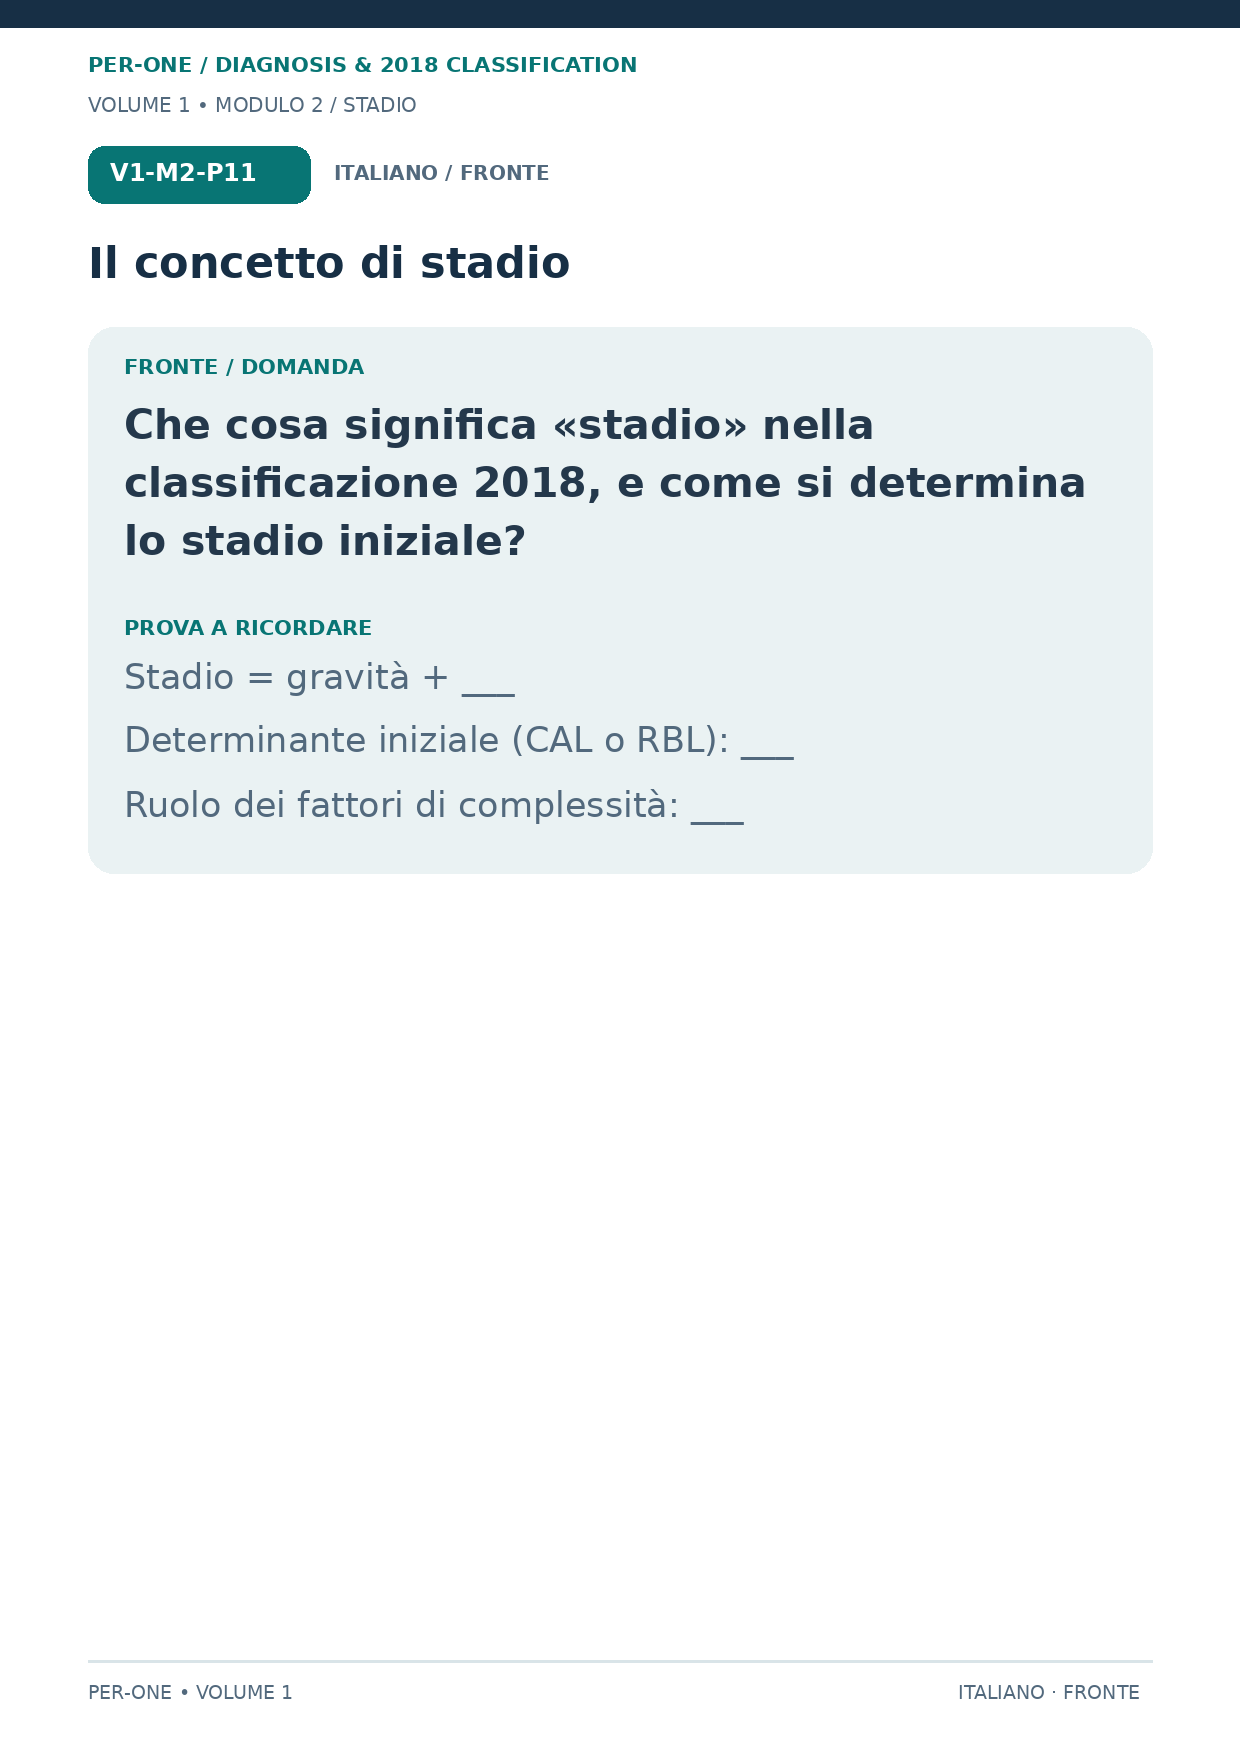 PER-ONE / DIAGNOSIS & 2018 CLASSIFICATION
VOLUME 1 • MODULO 2 / STADIO
V1-M2-P11
ITALIANO / FRONTE
Il concetto di stadio
FRONTE / DOMANDA
Che cosa significa «stadio» nella
classificazione 2018, e come si determina
lo stadio iniziale?
PROVA A RICORDARE
Stadio = gravità + ___
Determinante iniziale (CAL o RBL): ___
Ruolo dei fattori di complessità: ___
PER-ONE • VOLUME 1
ITALIANO · FRONTE